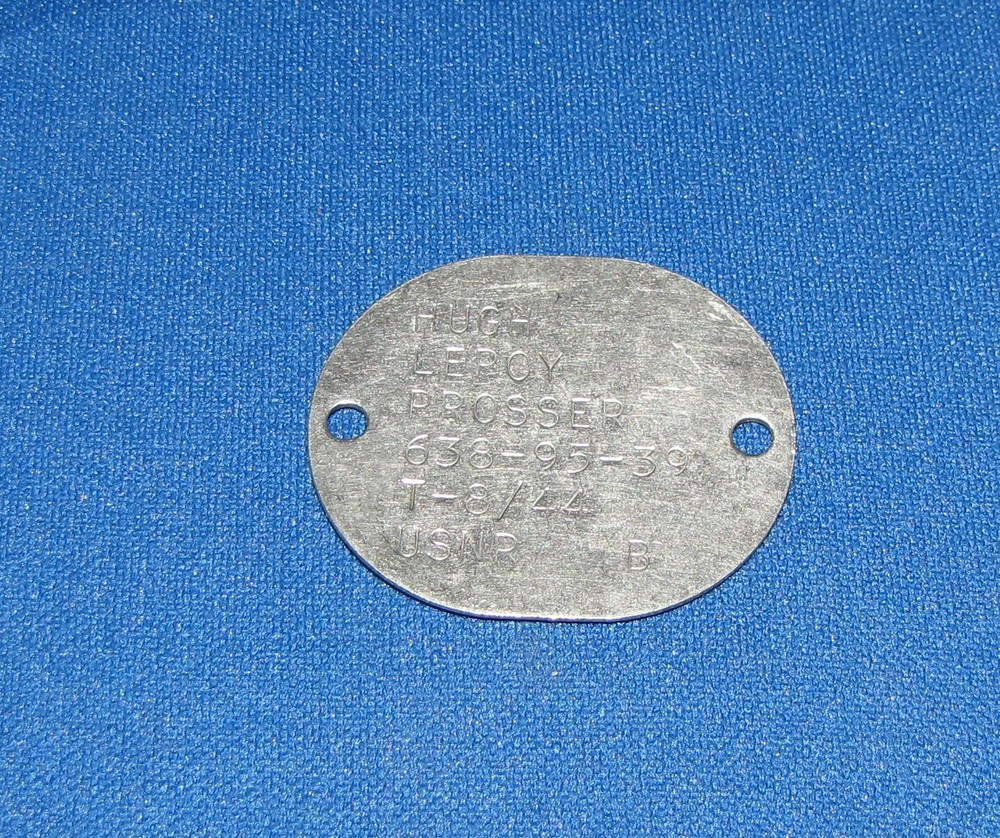 HUGH
LEROY
PROSSER
638-95-39
T-8/44
USNR B